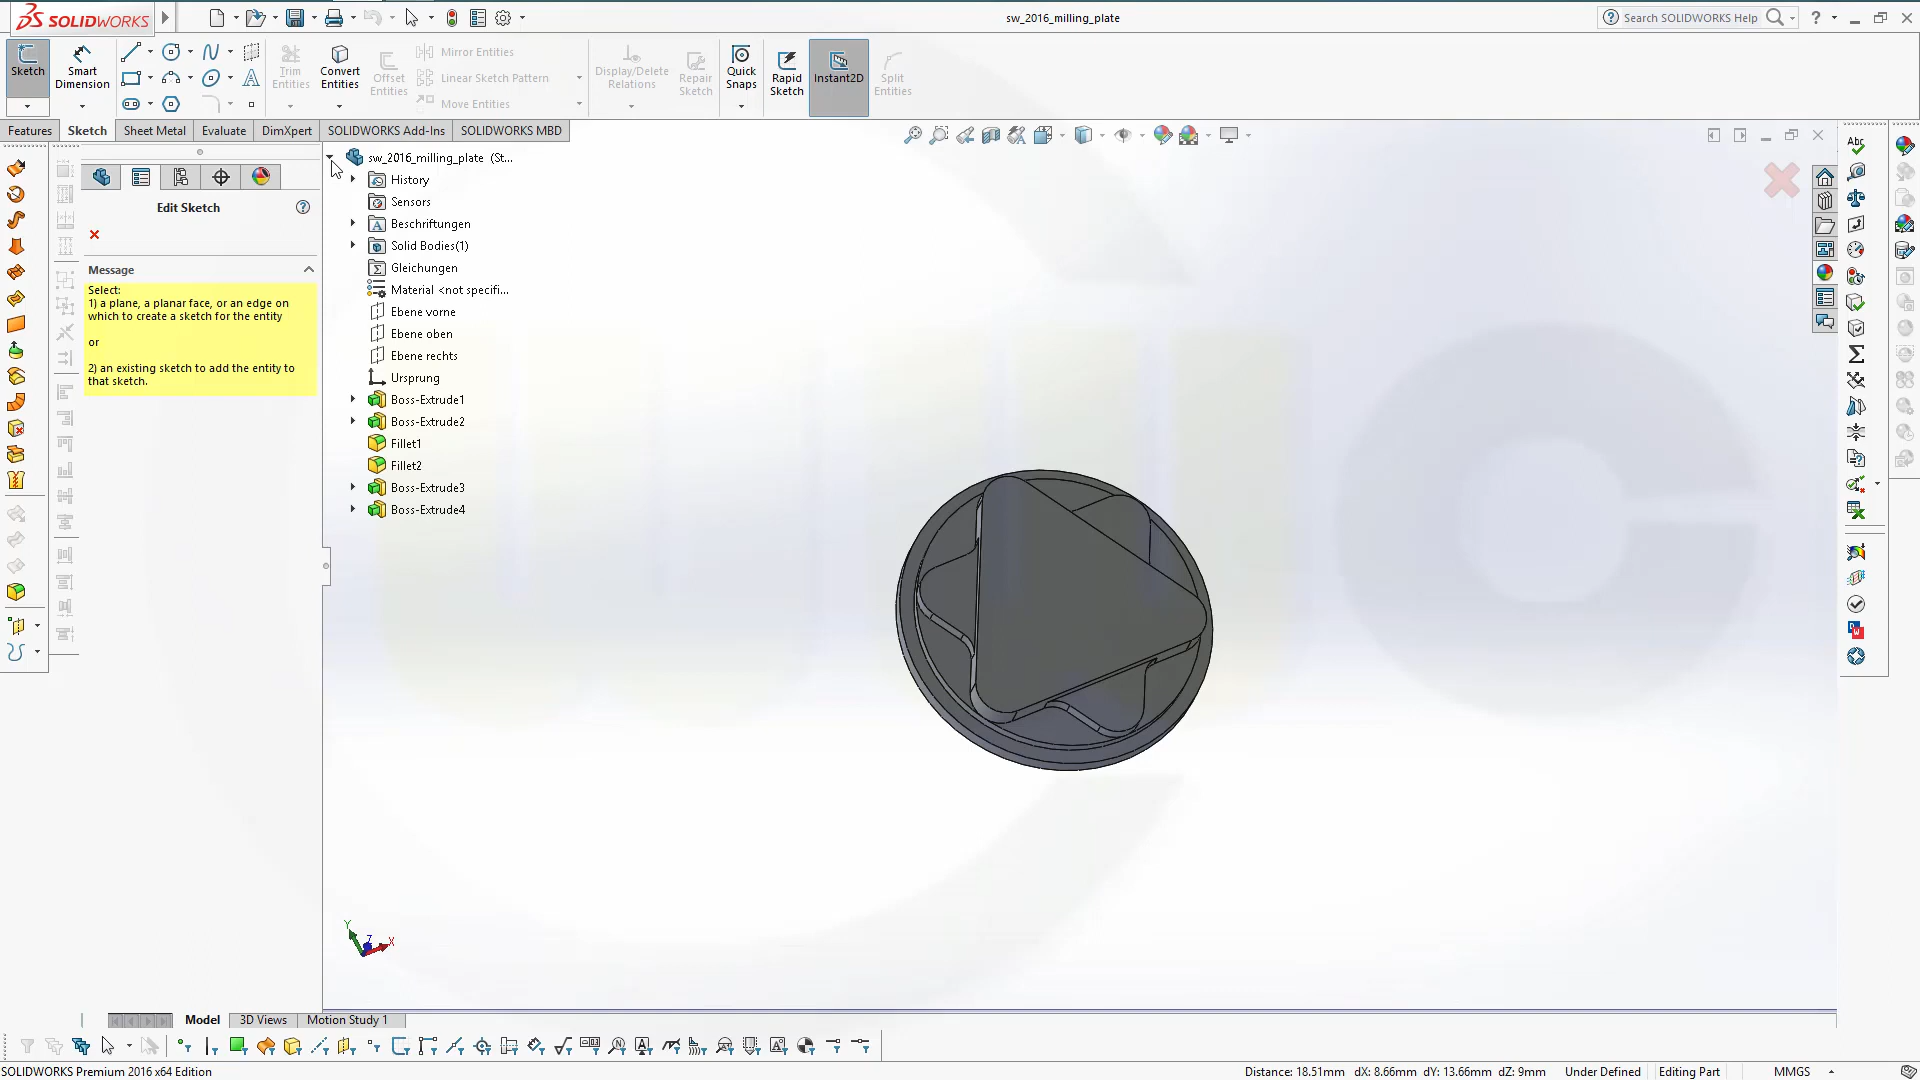 SOLIDWORKS
sw_2016_milling_plate
Search SOLIDWORKS Help
Sketch
Smart
Dimension
Trim
Entities
Convert
Entities
Offset
Entities
Mirror Entities
Linear Sketch Pattern
Move Entities
Display/Delete
Relations
Repair
Sketch
Quick
Snaps
Rapid
Sketch
Instant2D
Split
Entities
Features
Sketch
Sheet Metal
Evaluate
DimXpert
SOLIDWORKS Add-Ins
SOLIDWORKS MBD
Edit Sketch
Message
Select:
1) a plane, a planar face, or an edge on
which to create a sketch for the entity
or
2) an existing sketch to add the entity to
that sketch.
sw_2016_milling_plate (St...
History
Sensors
Beschriftungen
Solid Bodies(1)
Gleichungen
Material <not specifi...
Ebene vorne
Ebene oben
Ebene rechts
Ursprung
Boss-Extrude1
Boss-Extrude2
Fillet1
Fillet2
Boss-Extrude3
Boss-Extrude4
Y
Z
X
Model
3D Views
Motion Study 1
SOLIDWORKS Premium 2016 x64 Edition
Distance: 18.51mm dX: 8.66mm dY: 13.66mm dZ: 9mm
Under Defined
Editing Part
MMGS